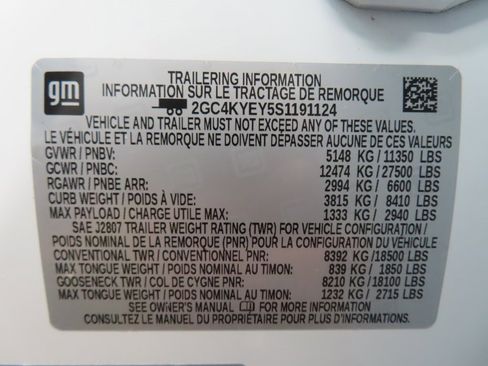 gm
TRAILERING INFORMATION
INFORMATION SUR LE TRACTAGE DE REMORQUE
2GC4KYEY5S1191124
VEHICLE AND TRAILER MUST NOT EXCEED ANY OF THESE VALUES
LE VÉHICULE ET LA REMORQUE NE DOIVENT DÉPASSER AUCUNE DE CES VALEURS
GVWR / PNBV: 5148 KG / 11350 LBS
GCWR / PNBC: 12474 KG / 27500 LBS
RGAWR / PNBE ARR: 2994 KG / 6600 LBS
CURB WEIGHT / POIDS À VIDE: 3815 KG / 8410 LBS
MAX PAYLOAD / CHARGE UTILE MAX: 1333 KG / 2940 LBS
SAE J2807 TRAILER WEIGHT RATING (TWR) FOR VEHICLE CONFIGURATION /
POIDS NOMINAL DE LA REMORQUE (PNR) POUR LA CONFIGURATION DU VÉHICULE
CONVENTIONAL TWR / CONVENTIONNEL PNR: 8392 KG /18500 LBS
MAX TONGUE WEIGHT / POIDS NOMINAL AU TIMON: 839 KG / 1850 LBS
GOOSENECK TWR / COL DE CYGNE PNR: 8210 KG /18100 LBS
MAX TONGUE WEIGHT / POIDS NOMINAL AU TIMON: 1232 KG / 2715 LBS
SEE OWNER'S MANUAL FOR MORE INFORMATION
CONSULTEZ LE MANUEL DU PROPRIÉTAIRE POUR PLUS D'INFORMATION